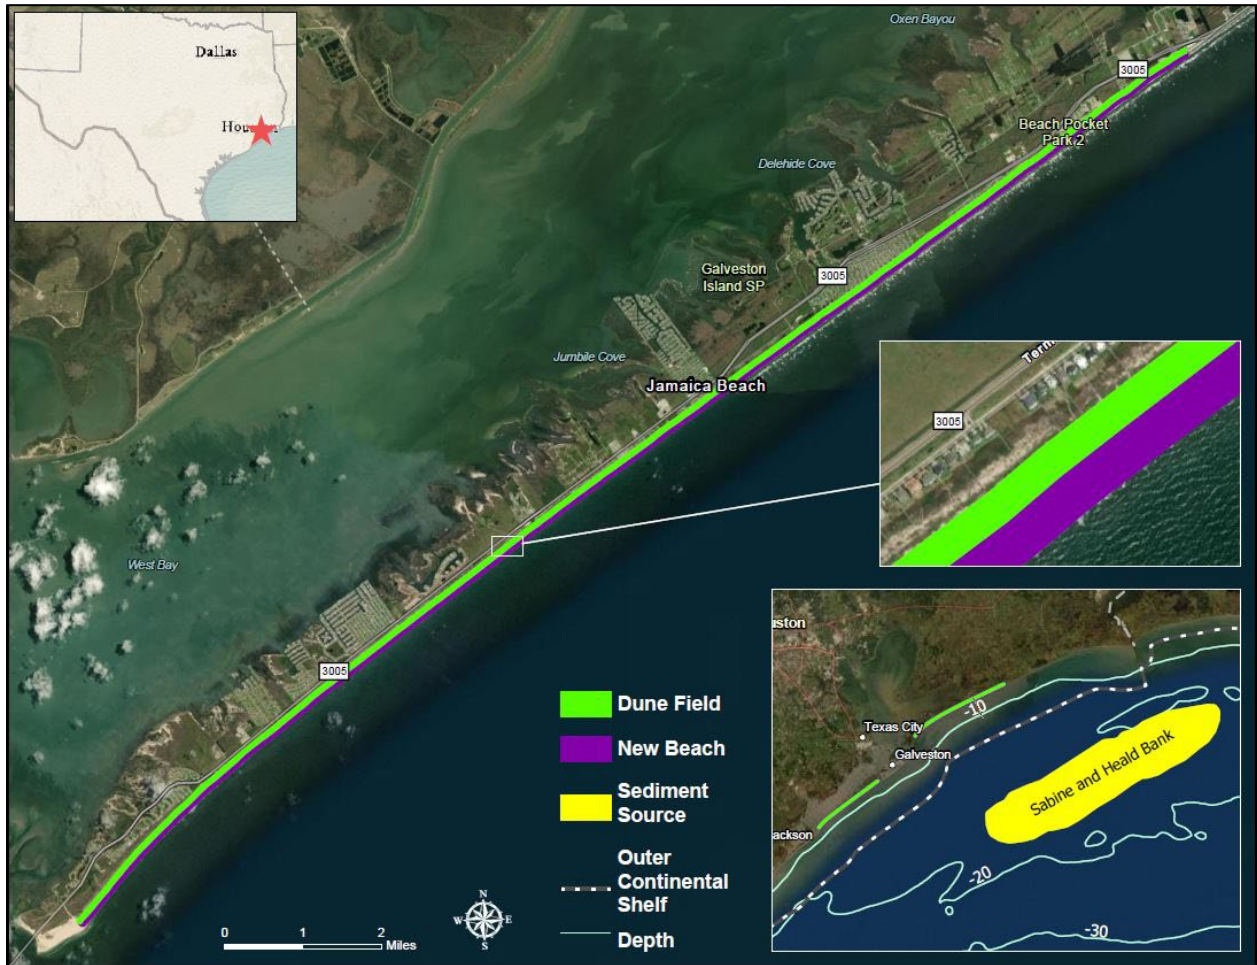 Dallas
Oxen Bayou
3005
Beach Pocket
Park 2
Delehide Cove
Galveston
Island SP
3005
Jumbile Cove
Jamaica Beach
3005
West Bay
3005
Dune Field
New Beach
Sediment
Source
Outer
Continental
Shelf
Depth
N
W E
S
0 1 2
Miles
uston
-10
Texas City
Galveston
Sabine and Heald Bank
ackson
-20
-30